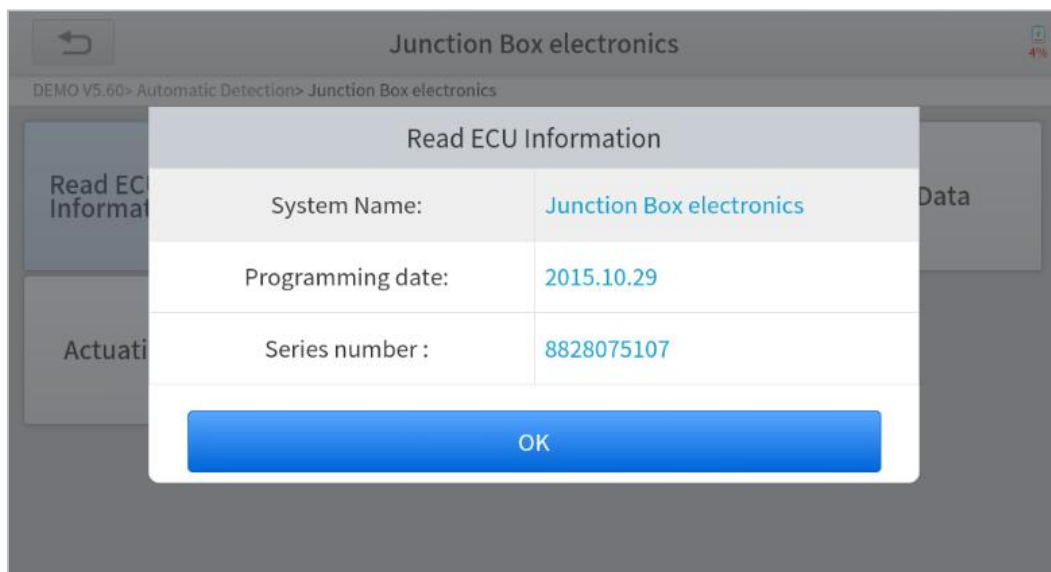 Junction Box electronics
4%
DEMO V5.60> Automatic Detection> Junction Box electronics
Read ECU Information
Read ECU
Informat
Data
System Name: Junction Box electronics
Programming date: 2015.10.29
Actuati
Series number : 8828075107
OK